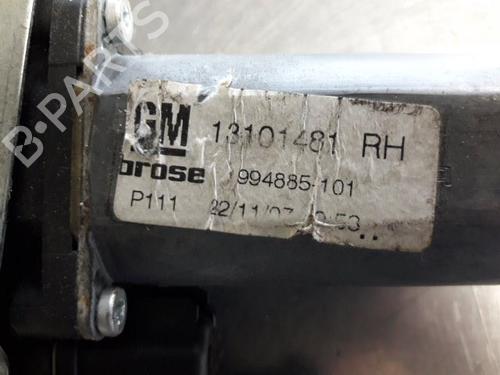 GM 13101481 RH
brose 994885-101
P111 22/11/07
B-Parts